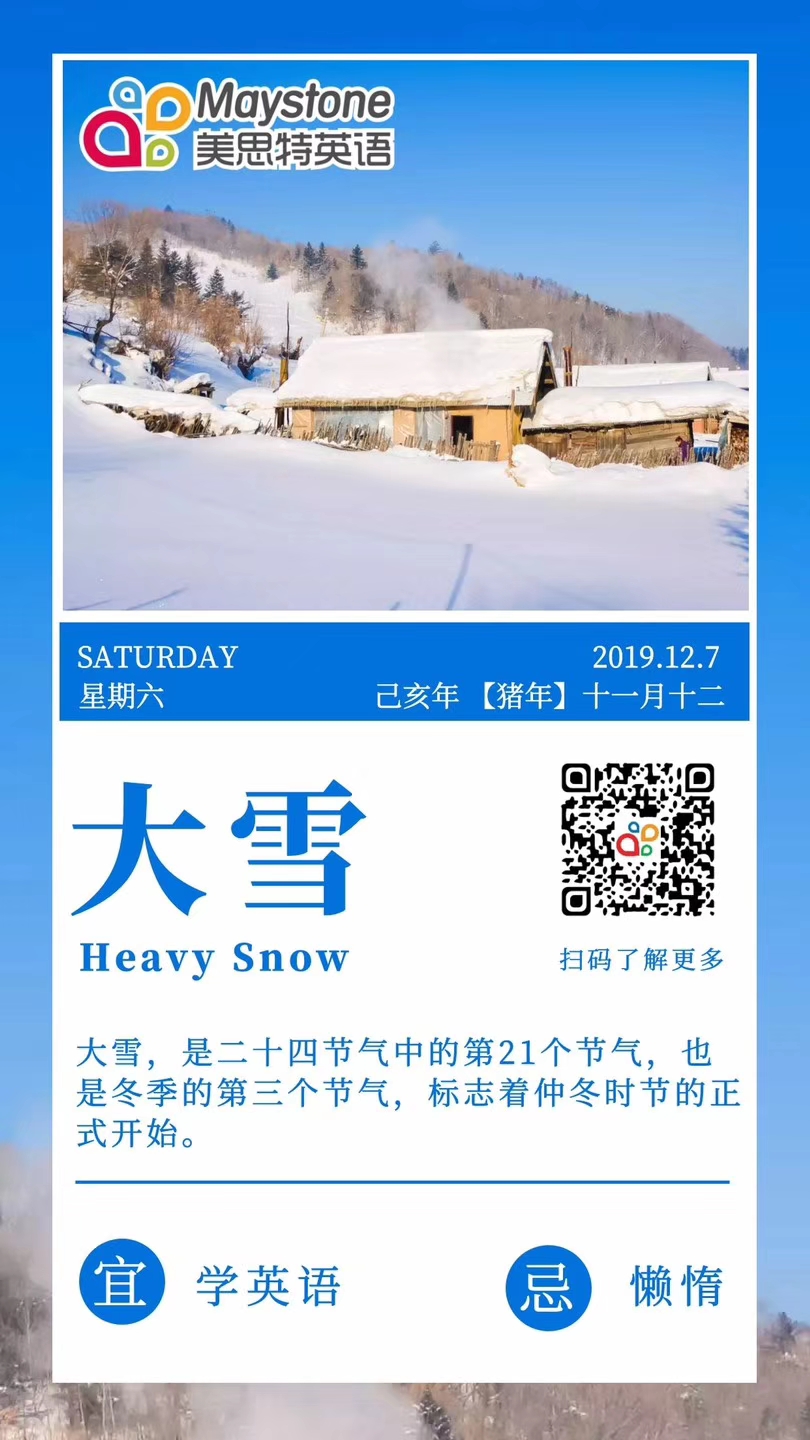 Maystone
美思特英语
SATURDAY
2019.12.7
星期六
己亥年 【猪年】十一月十二
大雪
Heavy Snow
扫码了解更多
大雪，是二十四节气中的第21个节气，也
是冬季的第三个节气，标志着仲冬时节的正
式开始。
宜 学英语
忌 懒惰